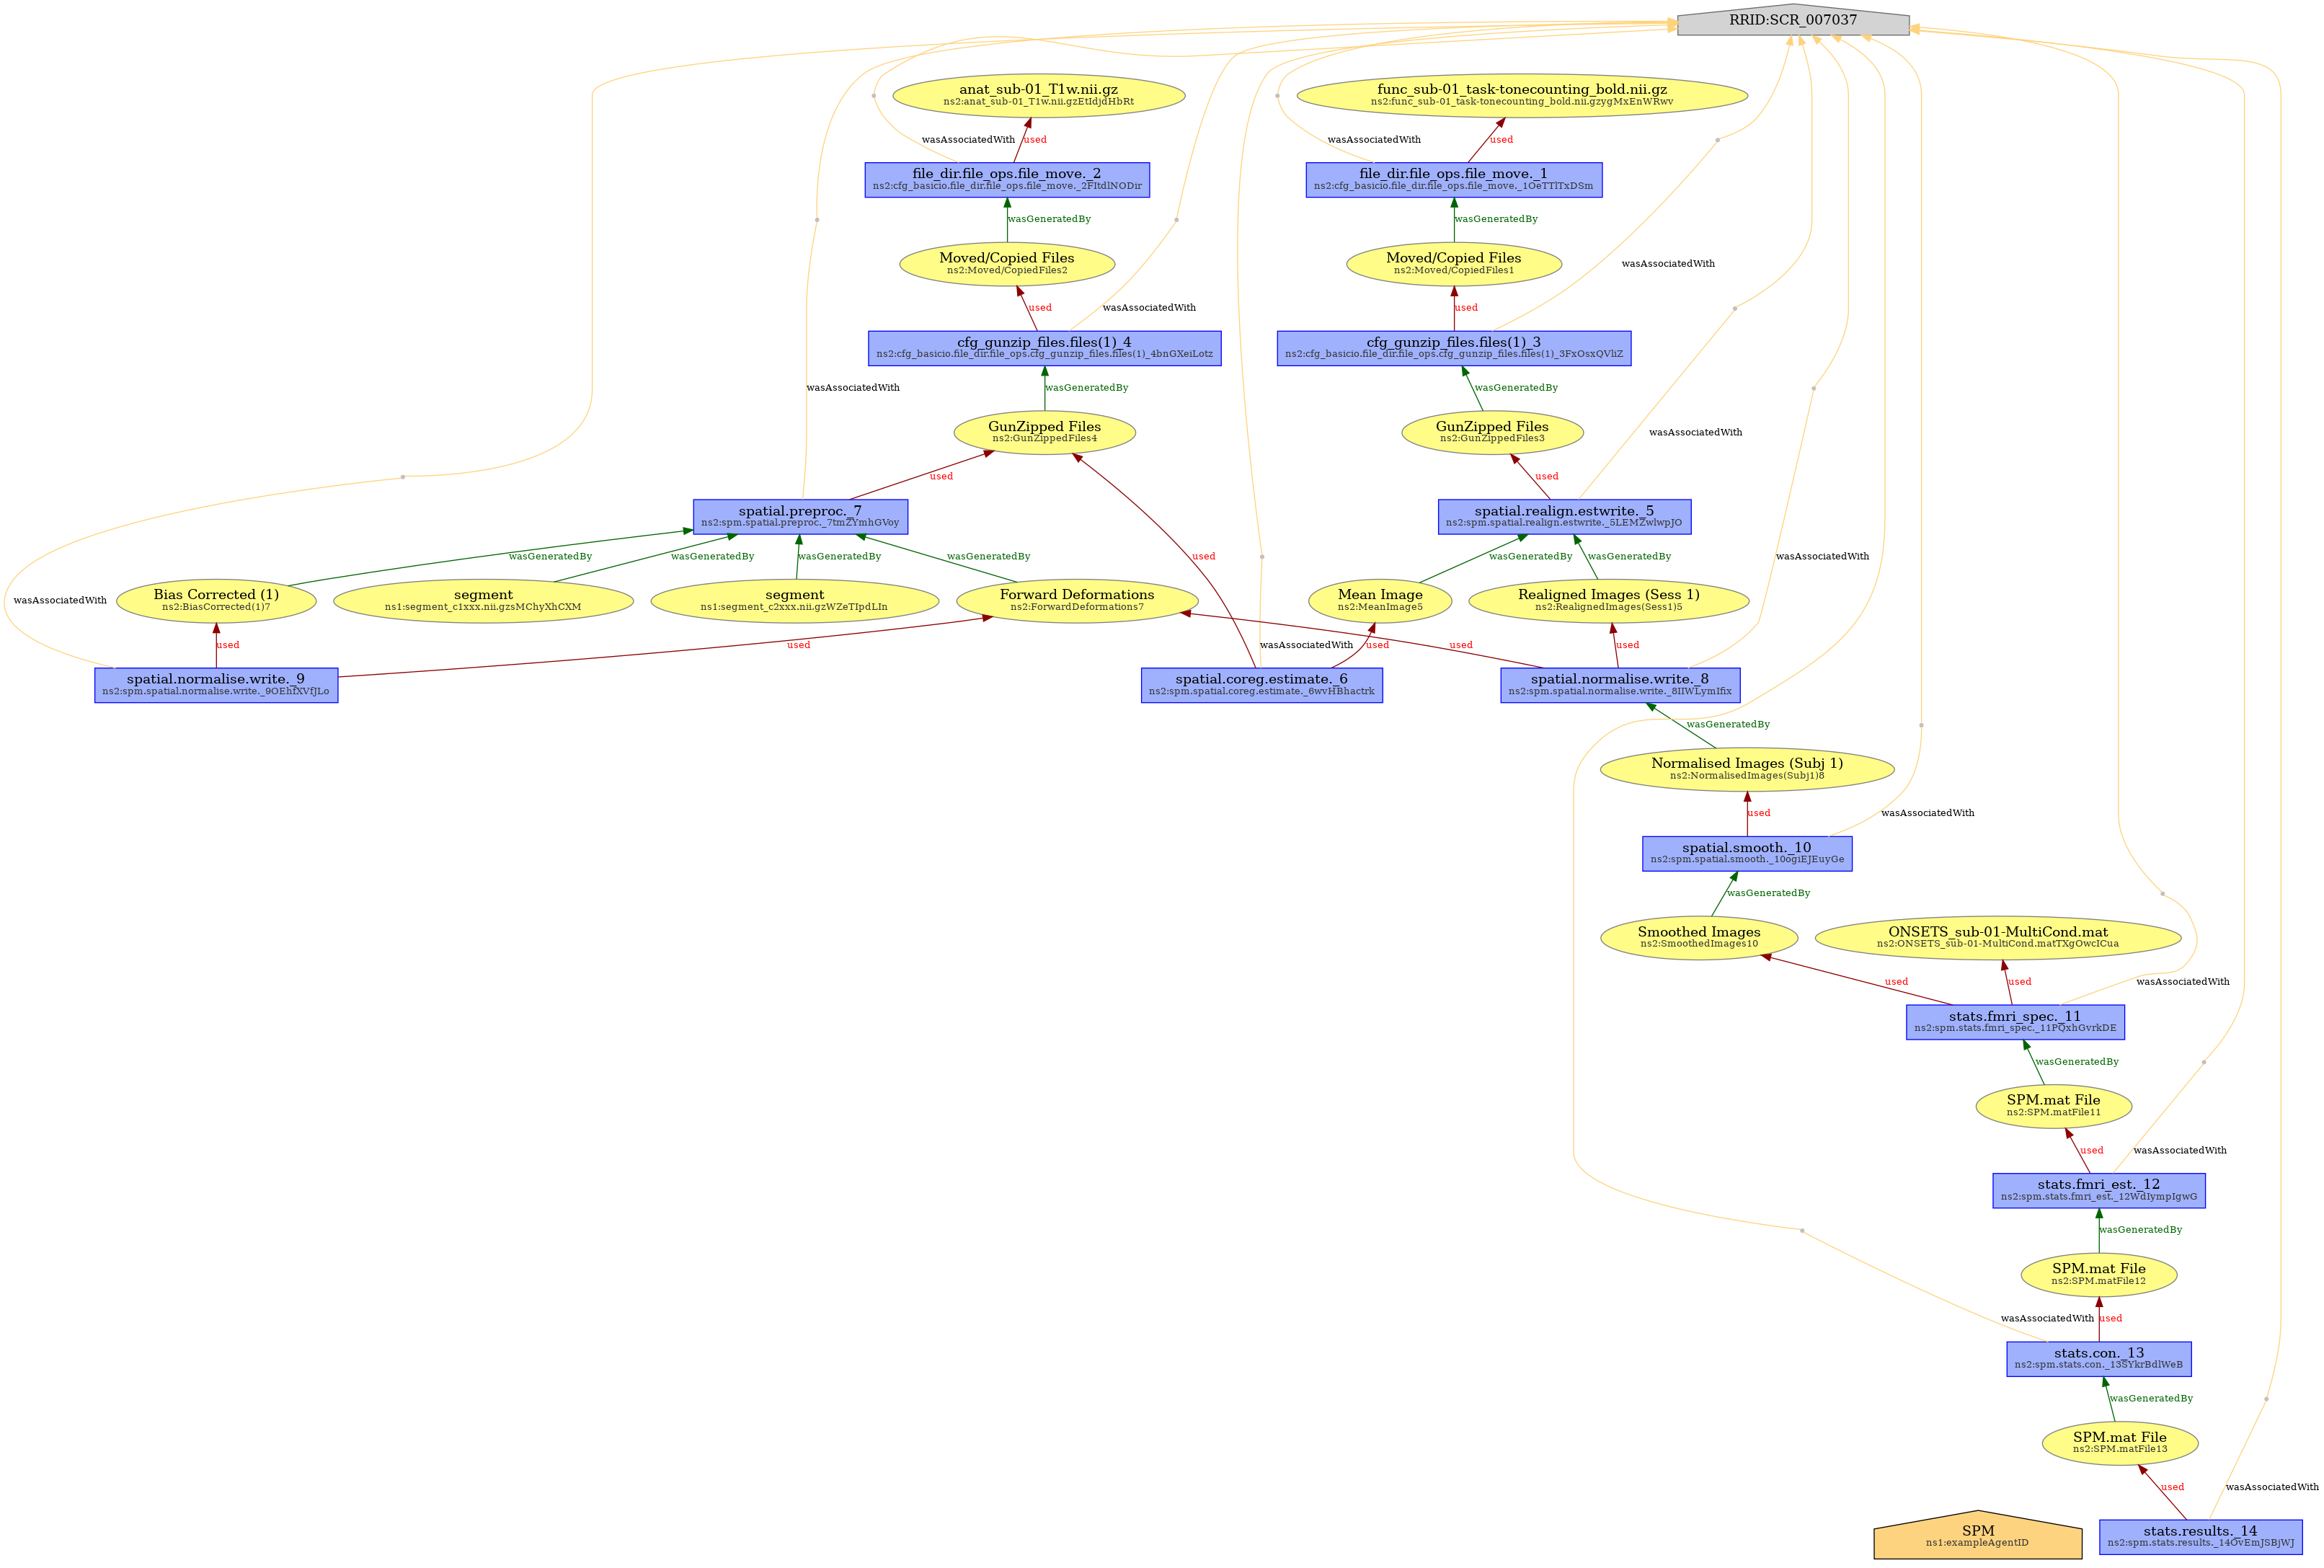 RRID:SCR_007037
anat_sub-01_T1w.nii.gz
ns2:anat_sub-01_T1w.nii.gzEtIdjdHbRt
func_sub-01_task-tonecounting_bold.nii.gz
ns2:func_sub-01_task-tonecounting_bold.nii.gzygMxEnWRwv
wasAssociatedWith
used
wasAssociatedWith
used
file_dir.file_ops.file_move._2
ns2:cfg_basicio.file_dir.file_ops.file_move._2FItdlNODir
file_dir.file_ops.file_move._1
ns2:cfg_basicio.file_dir.file_ops.file_move._1OeTTlTxDSm
wasGeneratedBy
wasGeneratedBy
Moved/Copied Files
ns2:Moved/CopiedFiles2
Moved/Copied Files
ns2:Moved/CopiedFiles1
wasAssociatedWith
used
wasAssociatedWith
used
cfg_gunzip_files.files(1)_4
ns2:cfg_basicio.file_dir.file_ops.cfg_gunzip_files.files(1)_4bnGXeiLotz
cfg_gunzip_files.files(1)_3
ns2:cfg_basicio.file_dir.file_ops.cfg_gunzip_files.files(1)_3FxOsxQVliZ
wasAssociatedWith
wasGeneratedBy
wasGeneratedBy
GunZipped Files
ns2:GunZippedFiles4
GunZipped Files
ns2:GunZippedFiles3
wasAssociatedWith
used
used
spatial.preproc._7
ns2:spm.spatial.preproc._7tmZYmhGVoy
spatial.realign.estwrite._5
ns2:spm.spatial.realign.estwrite._5LEMZwlwpJO
wasGeneratedBy
wasGeneratedBy
wasGeneratedBy
wasGeneratedBy
used
wasGeneratedBy
wasGeneratedBy
wasAssociatedWith
wasAssociatedWith
Bias Corrected (1)
ns2:BiasCorrected(1)7
segment
ns1:segment_c1xxx.nii.gzsMChyXhCXM
segment
ns1:segment_c2xxx.nii.gzWZeTIpdLIn
Forward Deformations
ns2:ForwardDeformations7
Mean Image
ns2:MeanImage5
Realigned Images (Sess 1)
ns2:RealignedImages(Sess1)5
used
used
wasAssociatedWith
used
used
used
spatial.normalise.write._9
ns2:spm.spatial.normalise.write._9OEhfXVfJLo
spatial.coreg.estimate._6
ns2:spm.spatial.coreg.estimate._6wvHBhactrk
spatial.normalise.write._8
ns2:spm.spatial.normalise.write._8IIWLymIfix
wasGeneratedBy
Normalised Images (Subj 1)
ns2:NormalisedImages(Subj1)8
used
wasAssociatedWith
spatial.smooth._10
ns2:spm.spatial.smooth._10ogiEJEuyGe
wasGeneratedBy
Smoothed Images
ns2:SmoothedImages10
ONSETS_sub-01-MultiCond.mat
ns2:ONSETS_sub-01-MultiCond.matTXgOwcICua
used
used
wasAssociatedWith
stats.fmri_spec._11
ns2:spm.stats.fmri_spec._11PQxhGvrkDE
wasGeneratedBy
SPM.mat File
ns2:SPM.matFile11
used
wasAssociatedWith
stats.fmri_est._12
ns2:spm.stats.fmri_est._12WdIympIgwG
wasGeneratedBy
SPM.mat File
ns2:SPM.matFile12
wasAssociatedWith
used
stats.con._13
ns2:spm.stats.con._13SYkrBdlWeB
wasGeneratedBy
SPM.mat File
ns2:SPM.matFile13
used
wasAssociatedWith
SPM
ns1:exampleAgentID
stats.results._14
ns2:spm.stats.results._14OvEmJSBjWJ